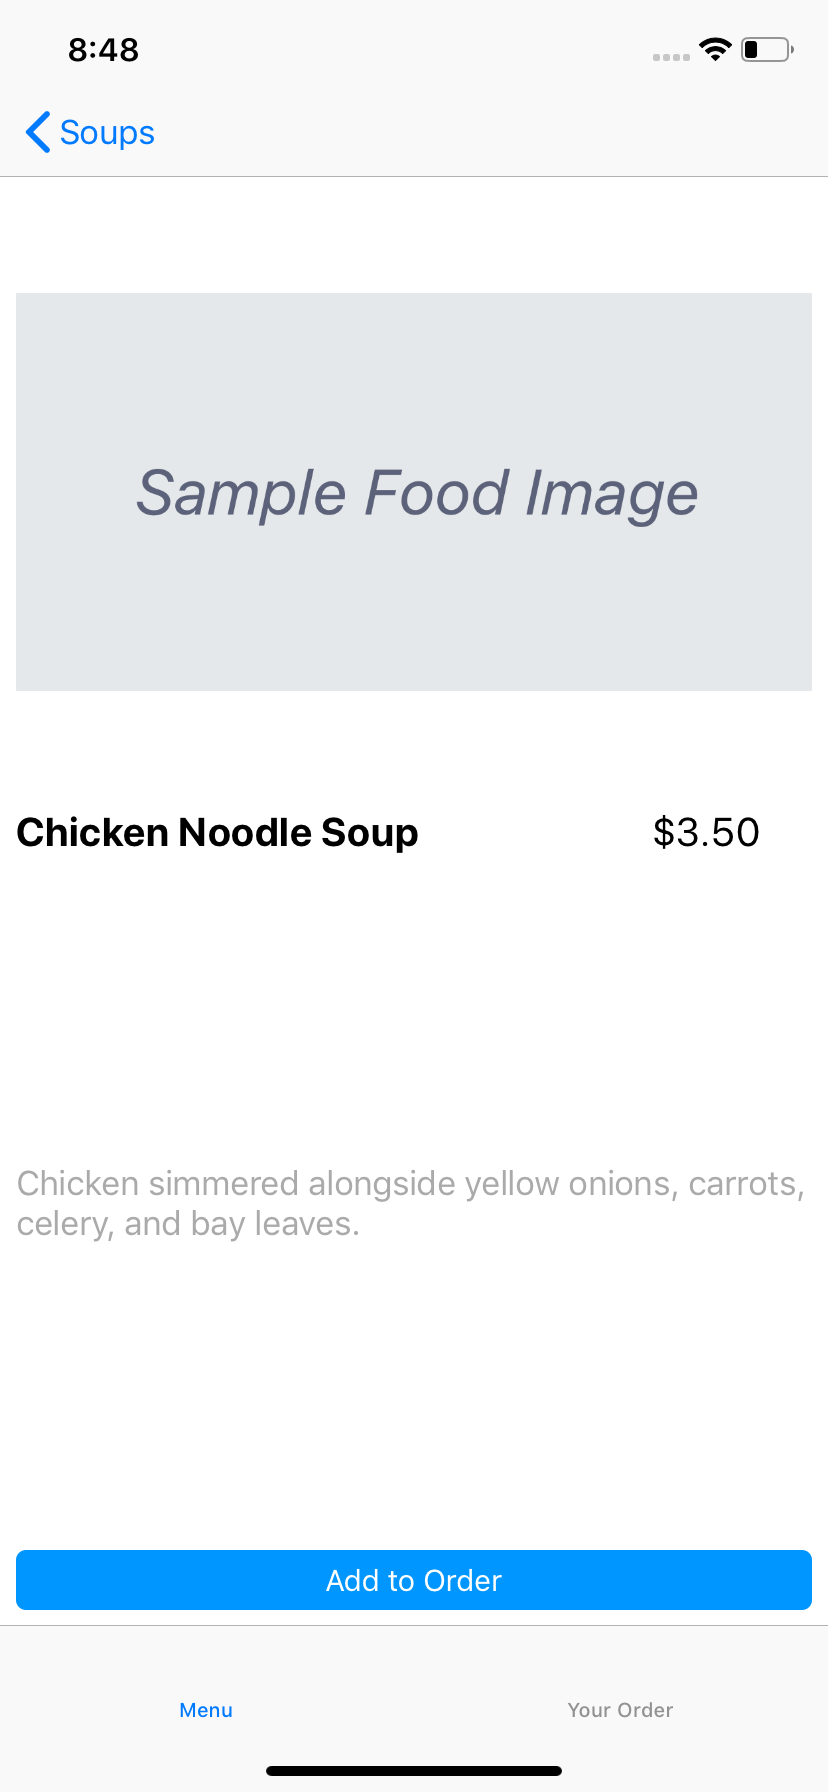 8:48
Soups
Sample Food Image
Chicken Noodle Soup $3.50
Chicken simmered alongside yellow onions, carrots,
celery, and bay leaves.
Add to Order
Menu Your Order